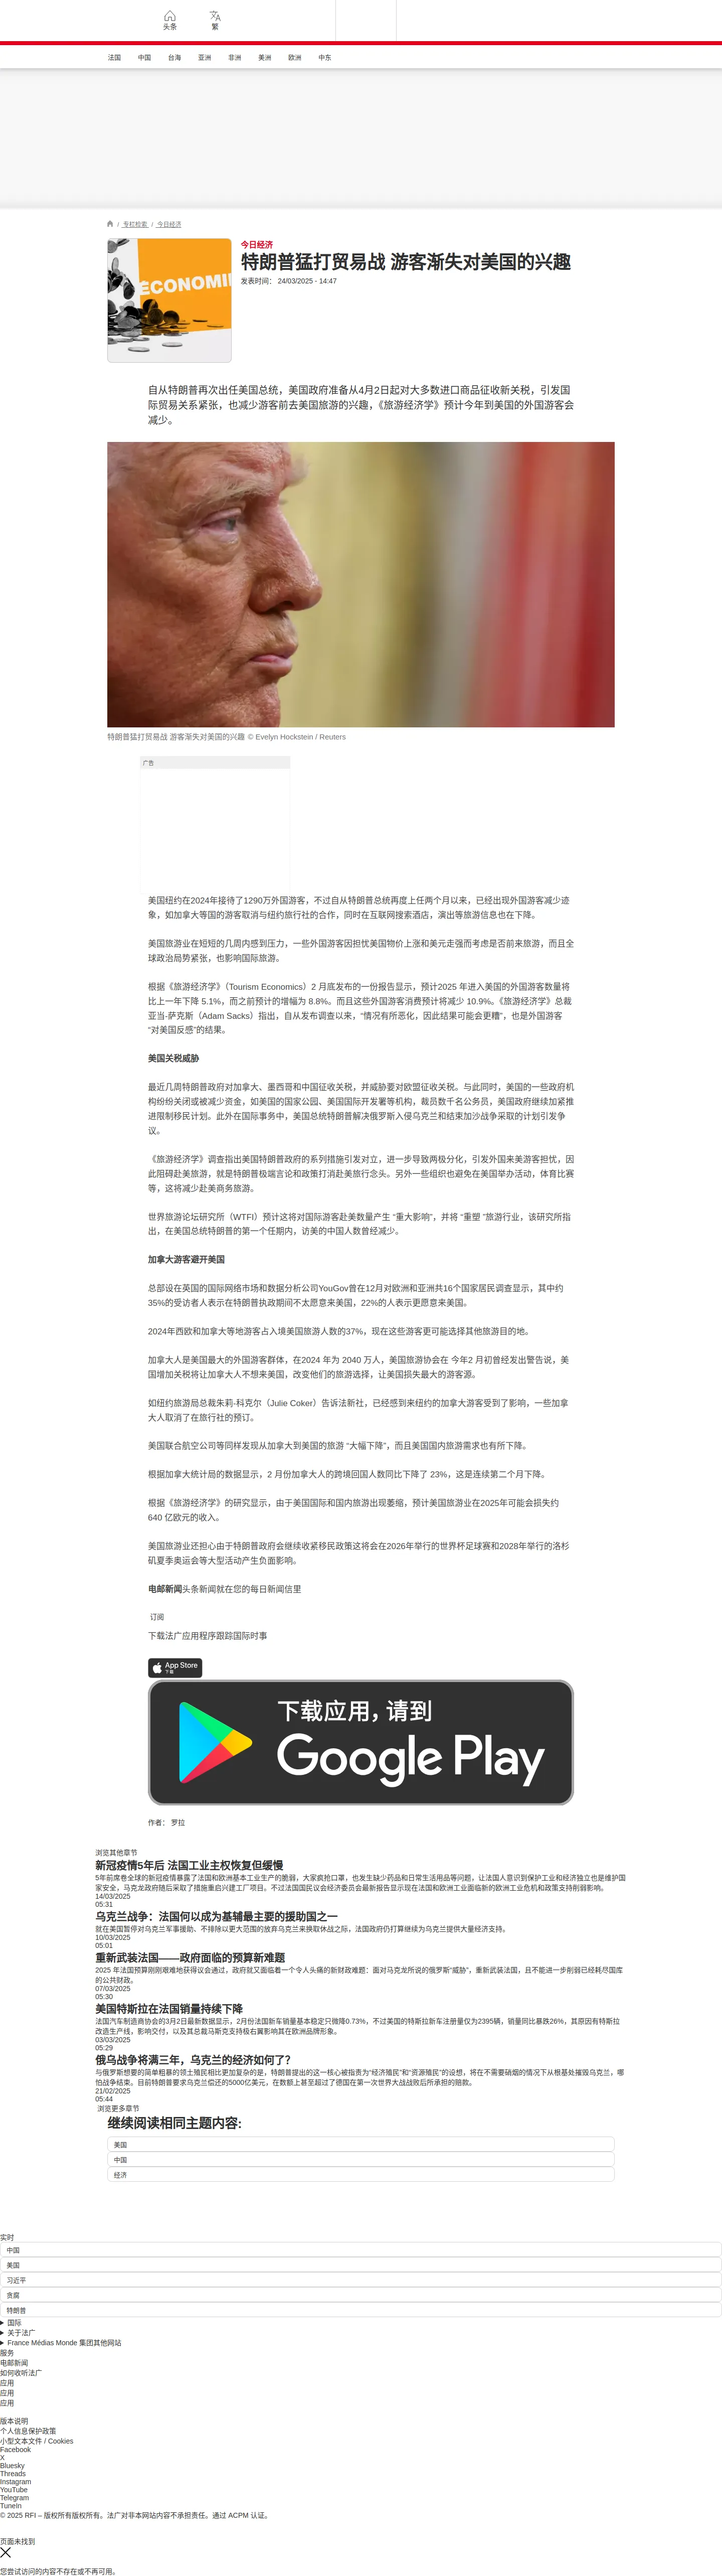 头条
繁
法国 中国 台海 亚洲 非洲 美洲 欧洲 中东
/ 专栏检索 / 今日经济
ECONOMI
今日经济
特朗普猛打贸易战 游客渐失对美国的兴趣
发表时间： 24/03/2025 - 14:47
自从特朗普再次出任美国总统，美国政府准备从4月2日起对大多数进口商品征收新关税，引发国
际贸易关系紧张，也减少游客前去美国旅游的兴趣，《旅游经济学》预计今年到美国的外国游客会
减少。
特朗普猛打贸易战 游客渐失对美国的兴趣 © Evelyn Hockstein / Reuters
广告
美国纽约在2024年接待了1290万外国游客，不过自从特朗普总统再度上任两个月以来，已经出现外国游客减少迹
象，如加拿大等国的游客取消与纽约旅行社的合作，同时在互联网搜索酒店，演出等旅游信息也在下降。
美国旅游业在短短的几周内感到压力，一些外国游客因担忧美国物价上涨和美元走强而考虑是否前来旅游，而且全
球政治局势紧张，也影响国际旅游。
根据《旅游经济学》（Tourism Economics）2 月底发布的一份报告显示，预计2025 年进入美国的外国游客数量将
比上一年下降 5.1%，而之前预计的增幅为 8.8%。而且这些外国游客消费预计将减少 10.9%。《旅游经济学》总裁
亚当-萨克斯（Adam Sacks）指出，自从发布调查以来，“情况有所恶化，因此结果可能会更糟”，也是外国游客
“对美国反感”的结果。
美国关税威胁
最近几周特朗普政府对加拿大、墨西哥和中国征收关税，并威胁要对欧盟征收关税。与此同时，美国的一些政府机
构纷纷关闭或被减少资金，如美国的国家公园、美国国际开发署等机构，裁员数千名公务员，美国政府继续加紧推
进限制移民计划。此外在国际事务中，美国总统特朗普解决俄罗斯入侵乌克兰和结束加沙战争采取的计划引发争
议。
《旅游经济学》调查指出美国特朗普政府的系列措施引发对立，进一步导致两极分化，引发外国来美游客担忧，因
此阻碍赴美旅游，就是特朗普极端言论和政策打消赴美旅行念头。另外一些组织也避免在美国举办活动，体育比赛
等，这将减少赴美商务旅游。
世界旅游论坛研究所（WTFI）预计这将对国际游客赴美数量产生 “重大影响”，并将 “重塑 ”旅游行业，该研究所指
出，在美国总统特朗普的第一个任期内，访美的中国人数曾经减少。
加拿大游客避开美国
总部设在英国的国际网络市场和数据分析公司YouGov曾在12月对欧洲和亚洲共16个国家居民调查显示，其中约
35%的受访者人表示在特朗普执政期间不太愿意来美国，22%的人表示更愿意来美国。
2024年西欧和加拿大等地游客占入境美国旅游人数的37%，现在这些游客更可能选择其他旅游目的地。
加拿大人是美国最大的外国游客群体，在2024 年为 2040 万人，美国旅游协会在 今年2 月初曾经发出警告说，美
国增加关税将让加拿大人不想来美国，改变他们的旅游选择，让美国损失最大的游客源。
如纽约旅游局总裁朱莉-科克尔（Julie Coker）告诉法新社，已经感到来纽约的加拿大游客受到了影响，一些加拿
大人取消了在旅行社的预订。
美国联合航空公司等同样发现从加拿大到美国的旅游 “大幅下降”，而且美国国内旅游需求也有所下降。
根据加拿大统计局的数据显示，2 月份加拿大人的跨境回国人数同比下降了 23%，这是连续第二个月下降。
根据《旅游经济学》的研究显示，由于美国国际和国内旅游出现萎缩，预计美国旅游业在2025年可能会损失约
640 亿欧元的收入。
美国旅游业还担心由于特朗普政府会继续收紧移民政策这将会在2026年举行的世界杯足球赛和2028年举行的洛杉
矶夏季奥运会等大型活动产生负面影响。
电邮新闻头条新闻就在您的每日新闻信里
订阅
下载法广应用程序跟踪国际时事
App Store
下载
下载应用，请到
Google Play
作者： 罗拉
浏览其他章节
新冠疫情5年后 法国工业主权恢复但缓慢
5年前席卷全球的新冠疫情暴露了法国和欧洲基本工业生产的脆弱，大家疯抢口罩，也发生缺少药品和日常生活用品等问题，让法国人意识到保护工业和经济独立也是维护国
家安全，马克龙政府随后采取了措施重启兴建工厂项目。不过法国国民议会经济委员会最新报告显示现在法国和欧洲工业面临新的欧洲工业危机和政策支持削弱影响。
14/03/2025
05:31
乌克兰战争：法国何以成为基辅最主要的援助国之一
就在美国暂停对乌克兰军事援助、不排除以更大范围的放弃乌克兰来换取休战之际，法国政府仍打算继续为乌克兰提供大量经济支持。
10/03/2025
05:01
重新武装法国——政府面临的预算新难题
2025 年法国预算刚刚艰难地获得议会通过，政府就又面临着一个令人头痛的新财政难题：面对马克龙所说的俄罗斯“威胁”，重新武装法国，且不能进一步削弱已经耗尽国库
的公共财政。
07/03/2025
05:30
美国特斯拉在法国销量持续下降
法国汽车制造商协会的3月2日最新数据显示，2月份法国新车销量基本稳定只微降0.73%，不过美国的特斯拉新车注册量仅为2395辆，销量同比暴跌26%，其原因有特斯拉
改造生产线，影响交付，以及其总裁马斯克支持极右翼影响其在欧洲品牌形象。
03/03/2025
05:29
俄乌战争将满三年，乌克兰的经济如何了？
与俄罗斯想要的简单粗暴的领土殖民相比更加复杂的是，特朗普提出的这一核心被指责为“经济殖民”和“资源殖民”的设想，将在不需要硝烟的情况下从根基处摧毁乌克兰，哪
怕战争结束。目前特朗普要求乌克兰偿还的5000亿美元，在数额上甚至超过了德国在第一次世界大战战败后所承担的赔款。
21/02/2025
05:44
浏览更多章节
继续阅读相同主题内容:
美国
中国
经济
实时
中国
美国
习近平
贪腐
特朗普
国际
关于法广
France Médias Monde 集团其他网站
服务
电邮新闻
如何收听法广
应用
应用
应用
版本说明
个人信息保护政策
小型文本文件 / Cookies
Facebook
X
Bluesky
Threads
Instagram
YouTube
Telegram
TuneIn
© 2025 RFI – 版权所有版权所有。法广对非本网站内容不承担责任。通过 ACPM 认证。
页面未找到
您尝试访问的内容不存在或不再可用。